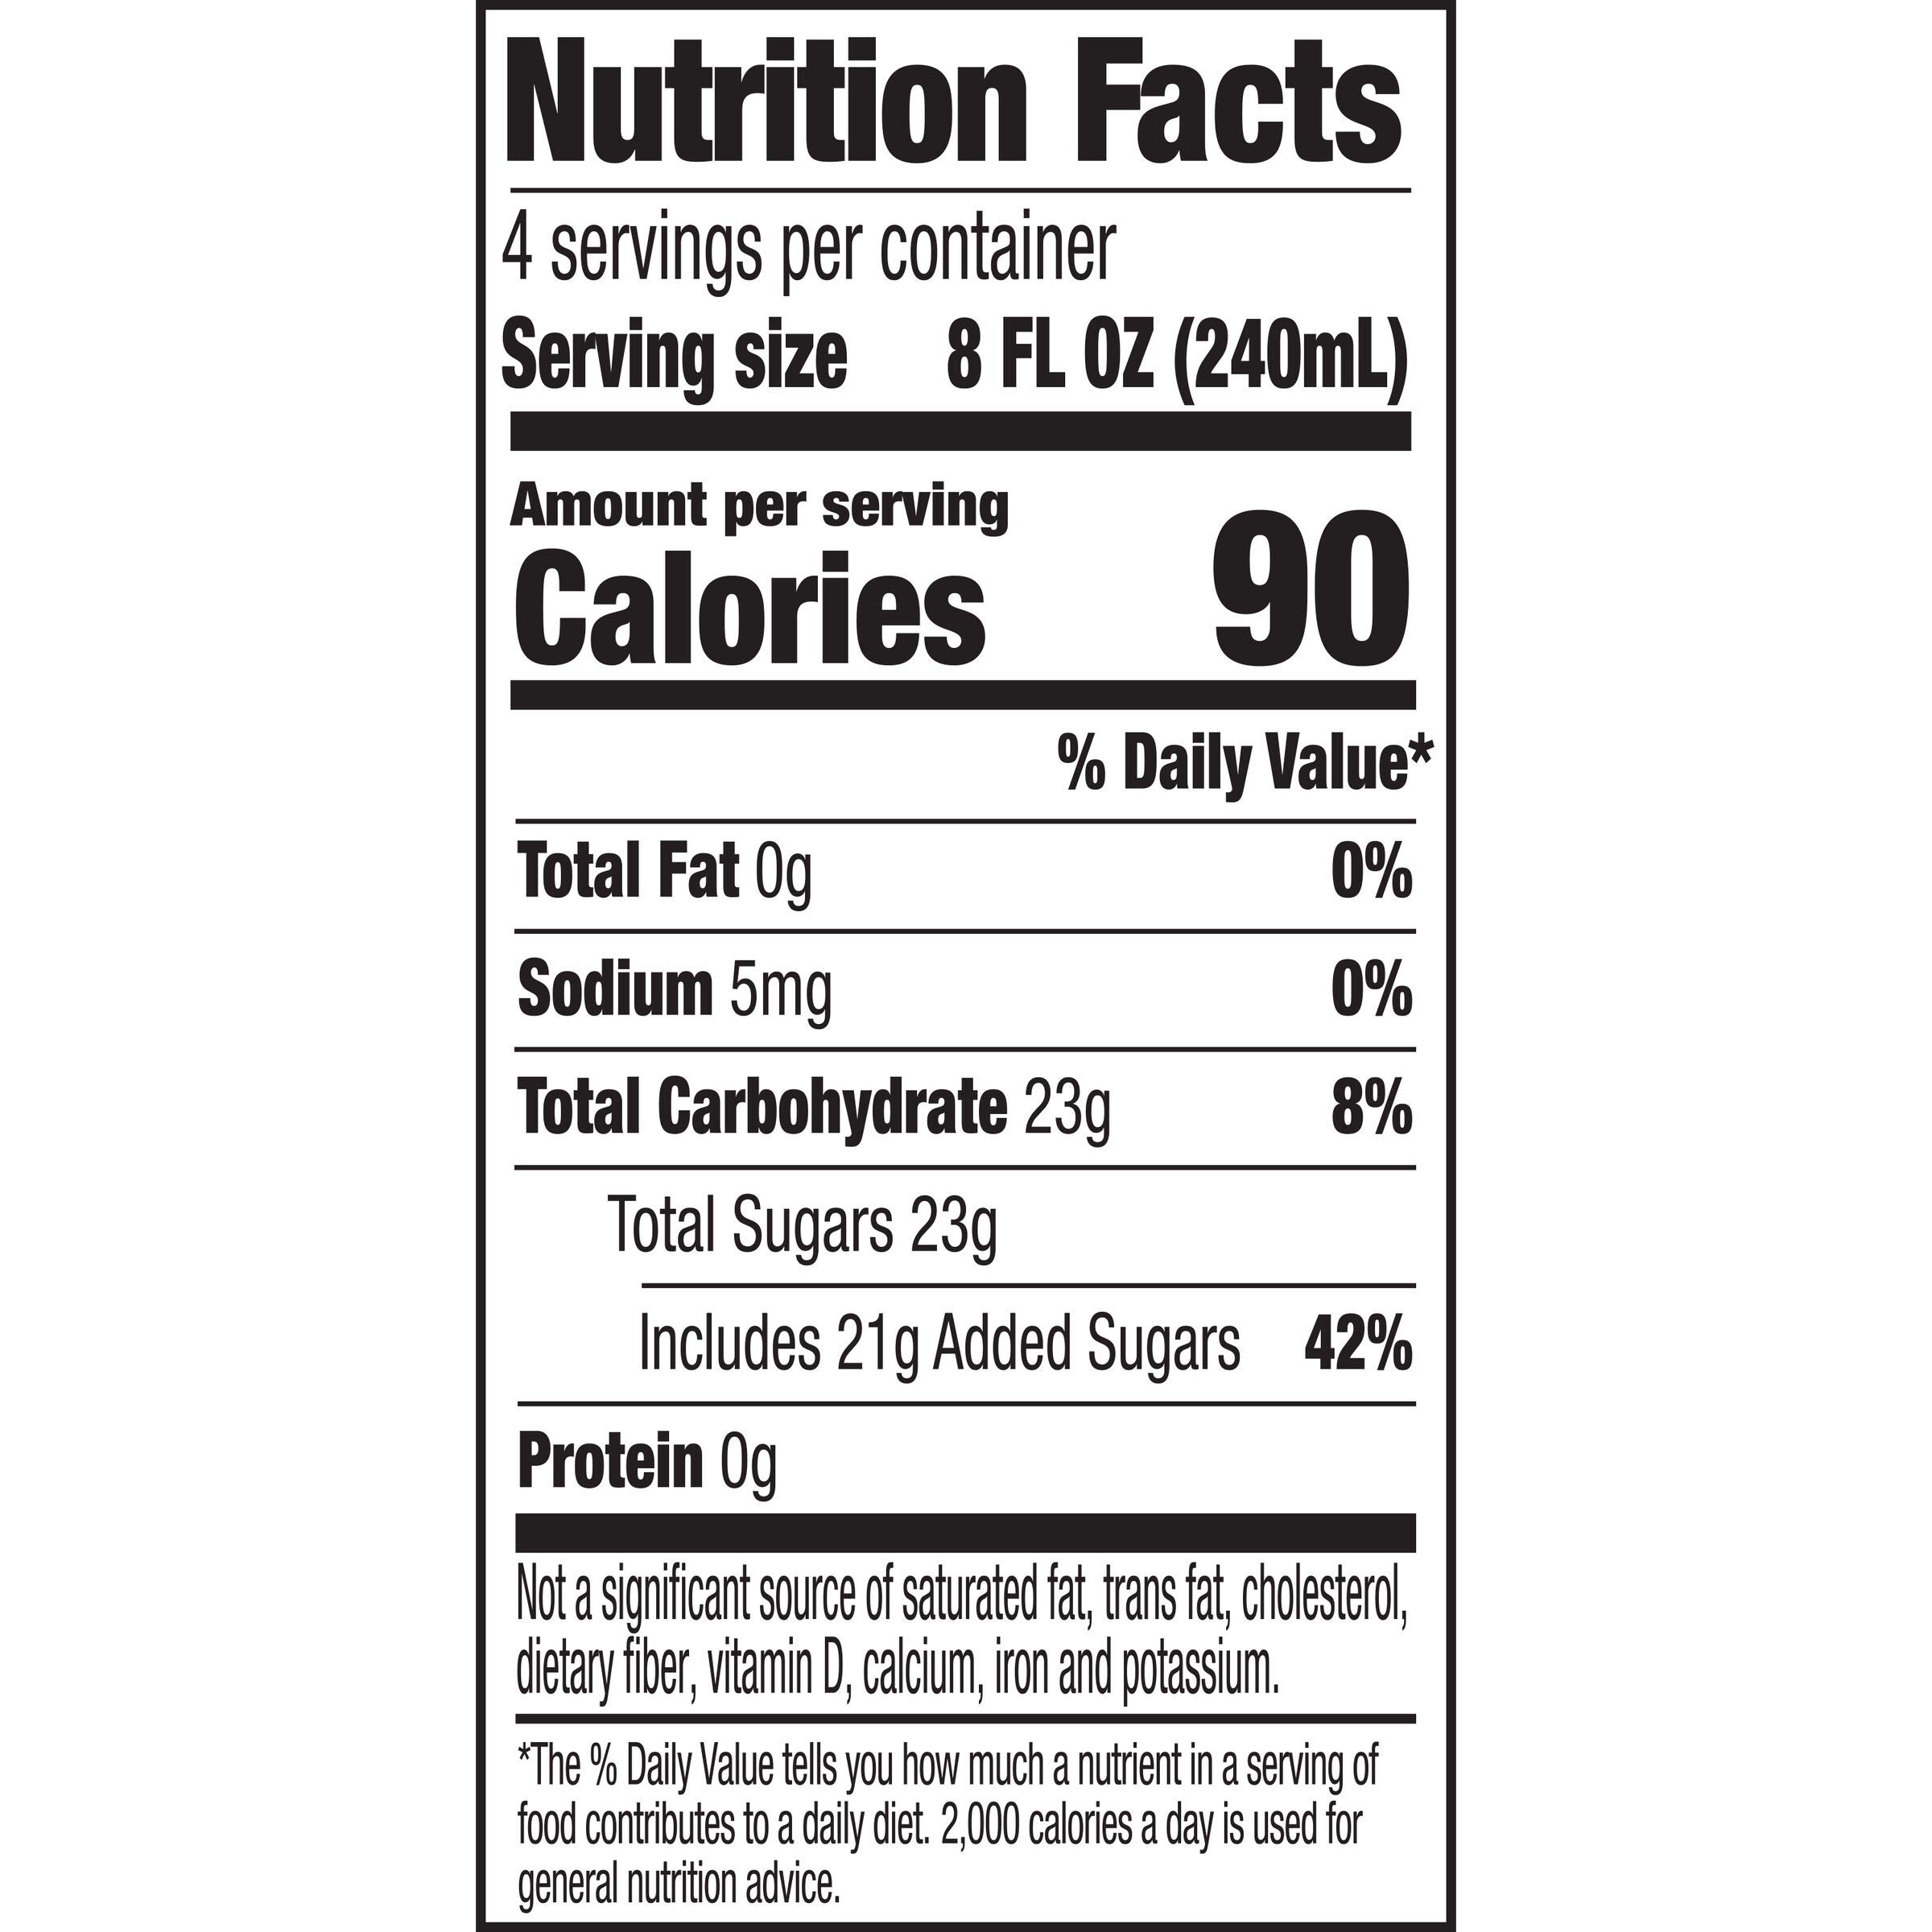 Nutrition Facts
4 servings per container
Serving size 8 FL OZ (240mL)
Amount per serving
Calories 90
% Daily Value*
Total Fat 0g 0%
Sodium 5mg 0%
Total Carbohydrate 23g 8%
Total Sugars 23g
Includes 21g Added Sugars 42%
Protein 0g
Not a significant source of saturated fat, trans fat, cholesterol,
dietary fiber, vitamin D, calcium, iron and potassium.
*The % Daily Value tells you how much a nutrient in a serving of
food contributes to a daily diet. 2,000 calories a day is used for
general nutrition advice.